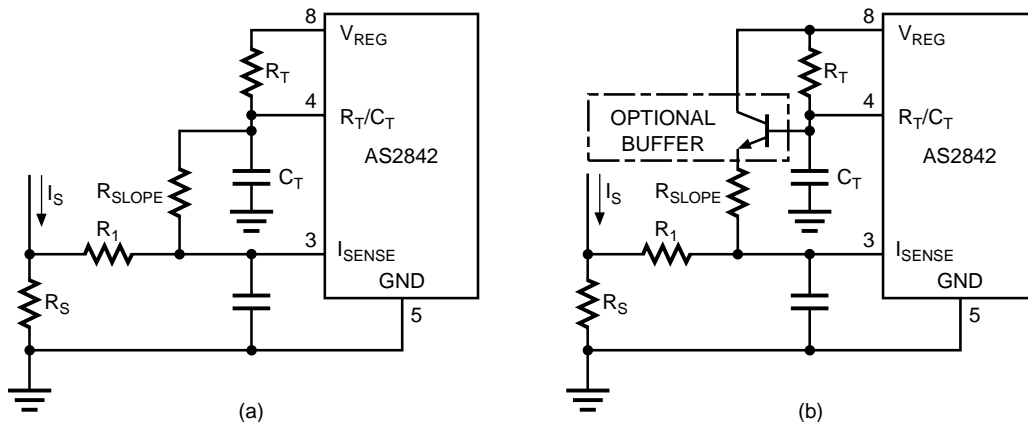 8
V_REG
R_T
4
R_T/C_T
AS2842
C_T
R_SLOPE
I_S
R_1
3
I_SENSE
GND
R_S
5
(a)
8
V_REG
R_T
4
R_T/C_T
OPTIONAL
BUFFER
AS2842
C_T
R_SLOPE
I_S
R_1
3
I_SENSE
GND
R_S
5
(b)